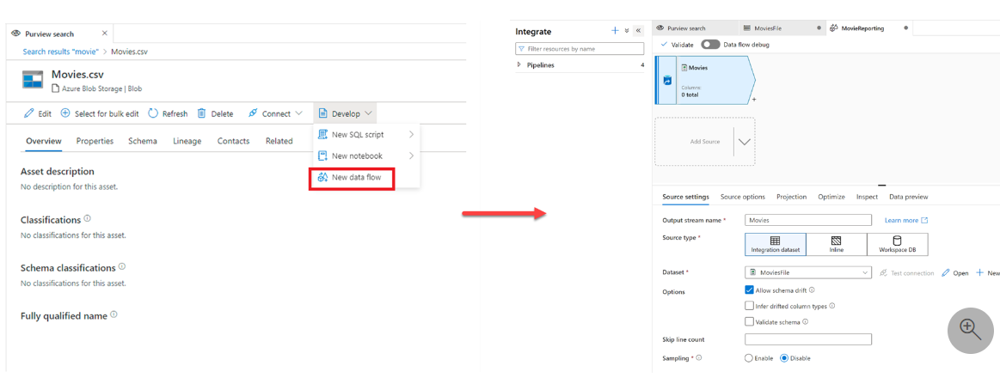 Purview search
Search results "movie" > Movies.csv
Movies.csv
Azure Blob Storage | Blob
Edit Select for bulk edit Refresh Delete Connect Develop
New SQL script
New notebook
New data flow
Overview Properties Schema Lineage Contacts Related
Asset description
No description for this asset.
Classifications
No classifications for this asset.
Schema classifications
No classifications for this asset.
Fully qualified name
Integrate
Filter resources by name
Pipelines 4
Purview search MoviesFile MovieReporting
Validate Data flow debug
Movies
Columns:
0 total
Add Source
Source settings Source options Projection Optimize Inspect Data preview
Output stream name * Movies Learn more
Source type *
Integration dataset Inline Workspace DB
Dataset * MoviesFile Test connection Open New
Options Allow schema drift
Infer drifted column types
Validate schema
Skip line count
Sampling * Enable Disable